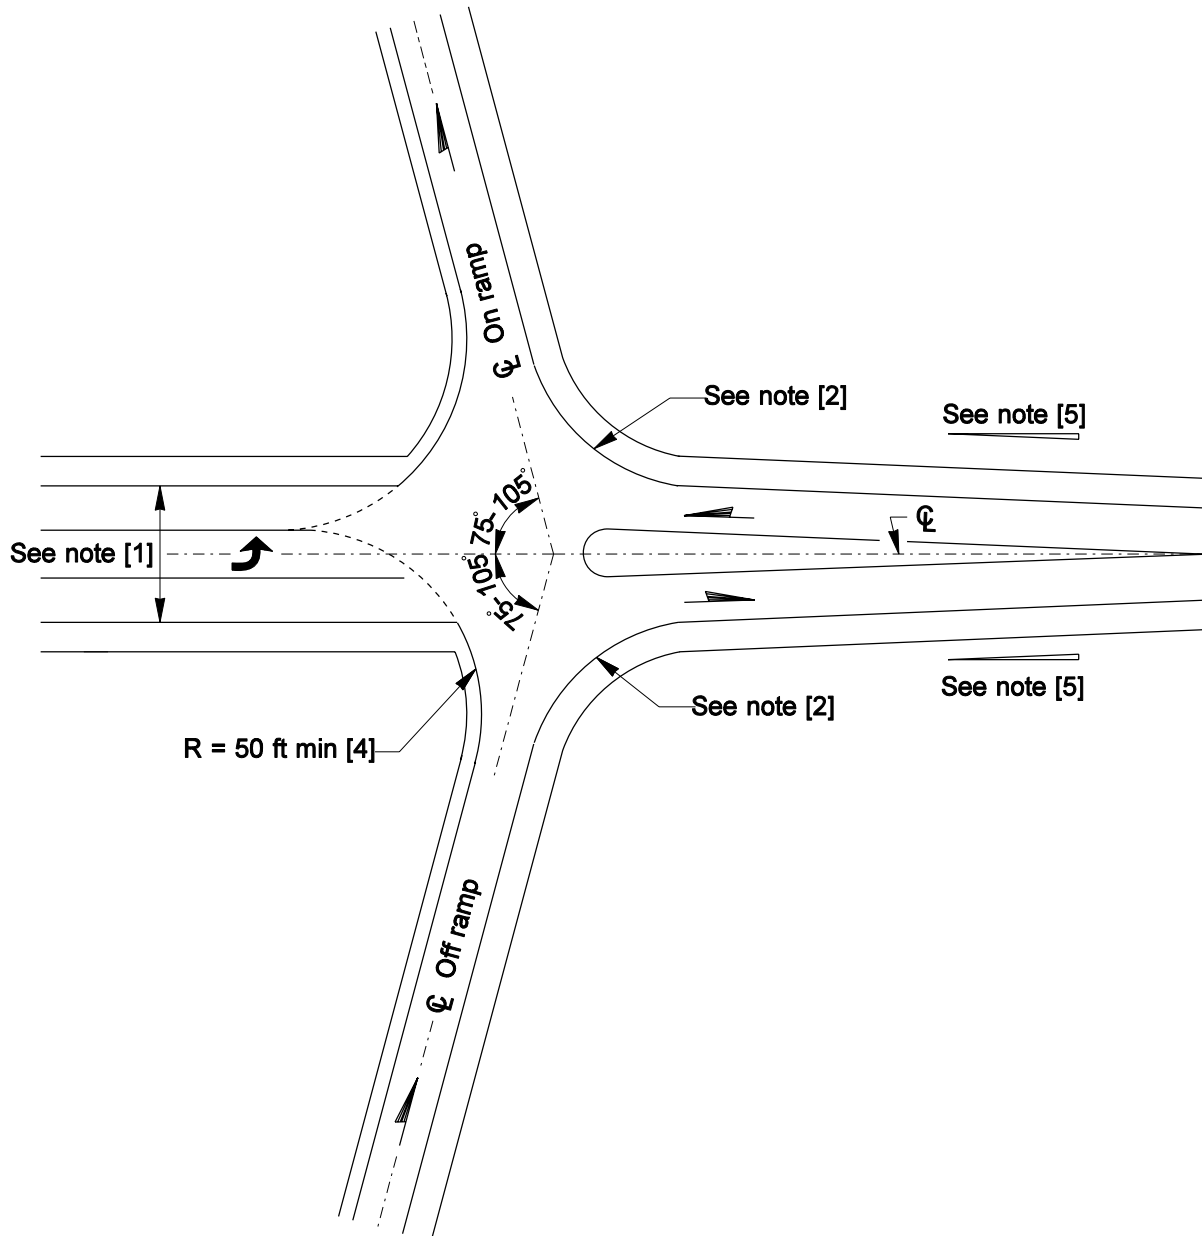 ℄ On ramp
See note [2]
See note [5]
75°-105°
℄
See note [1]
75°-105°
See note [5]
See note [2]
R = 50 ft min [4]
℄ Off ramp